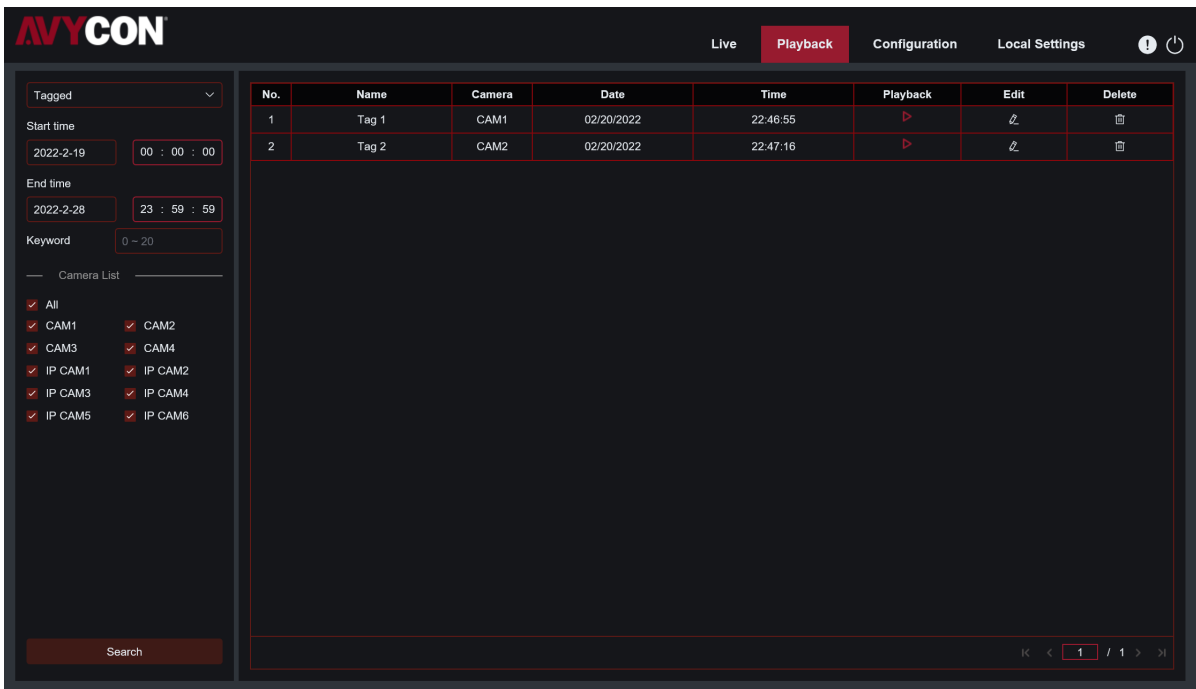 AVYCON
Live Playback Configuration Local Settings
Tagged
Start time
2022-2-19 00 : 00 : 00
End time
2022-2-28 23 : 59 : 59
Keyword 0 ~ 20
Camera List
All
CAM1 CAM2
CAM3 CAM4
IP CAM1 IP CAM2
IP CAM3 IP CAM4
IP CAM5 IP CAM6
Search
No. Name Camera Date Time Playback Edit Delete
1 Tag 1 CAM1 02/20/2022 22:46:55
2 Tag 2 CAM2 02/20/2022 22:47:16
1 / 1